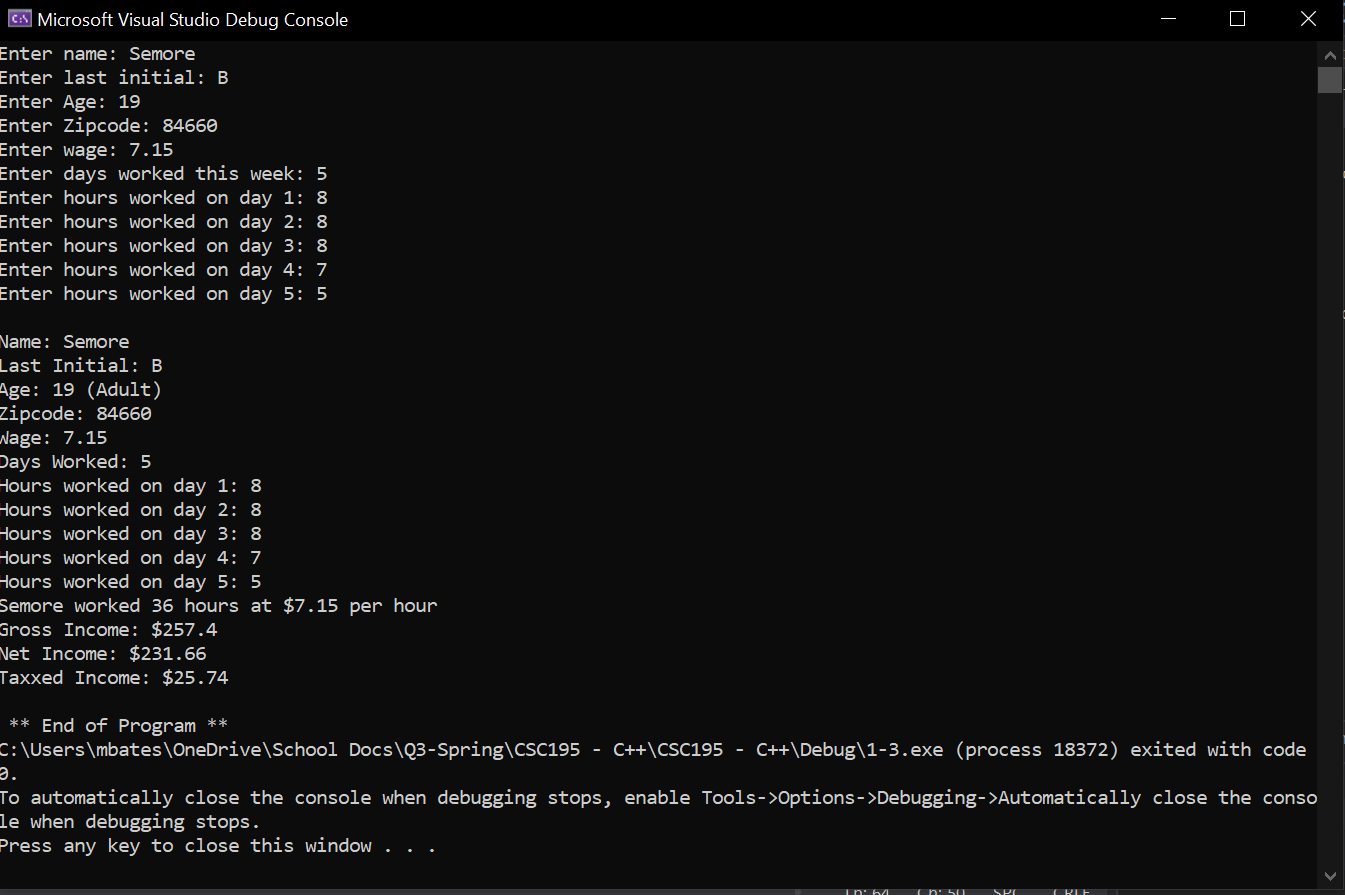 Microsoft Visual Studio Debug Console
Enter name: Semore
Enter last initial: B
Enter Age: 19
Enter Zipcode: 84660
Enter wage: 7.15
Enter days worked this week: 5
Enter hours worked on day 1: 8
Enter hours worked on day 2: 8
Enter hours worked on day 3: 8
Enter hours worked on day 4: 7
Enter hours worked on day 5: 5

Name: Semore
Last Initial: B
Age: 19 (Adult)
Zipcode: 84660
Wage: 7.15
Days Worked: 5
Hours worked on day 1: 8
Hours worked on day 2: 8
Hours worked on day 3: 8
Hours worked on day 4: 7
Hours worked on day 5: 5
Semore worked 36 hours at $7.15 per hour
Gross Income: $257.4
Net Income: $231.66
Taxxed Income: $25.74

** End of Program **
C:\Users\mbates\OneDrive\School Docs\Q3-Spring\CSC195 - C++\CSC195 - C++\Debug\1-3.exe (process 18372) exited with code
0.
To automatically close the console when debugging stops, enable Tools->Options->Debugging->Automatically close the conso
le when debugging stops.
Press any key to close this window . . .
Ln: 64 Ch: 50 SPC CRLF